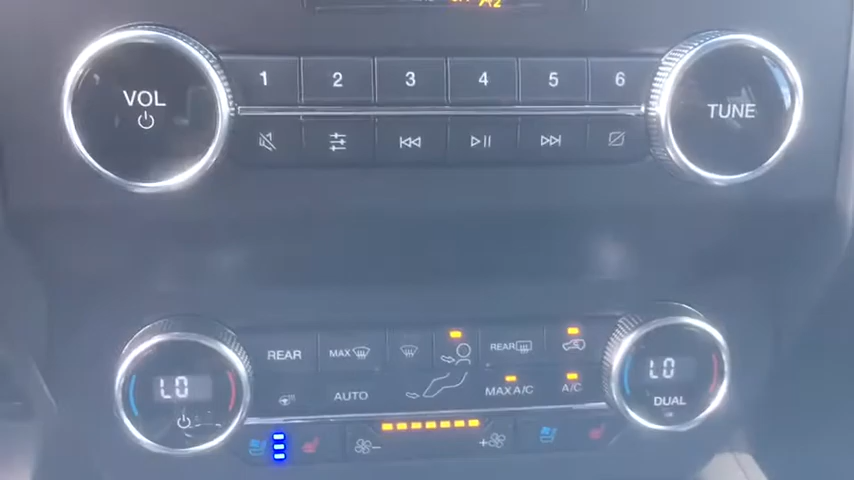 VOL
1 2 3 4 5 6
TUNE
REAR
MAX
REAR
LO
AUTO
MAX A/C
A/C
LO
DUAL